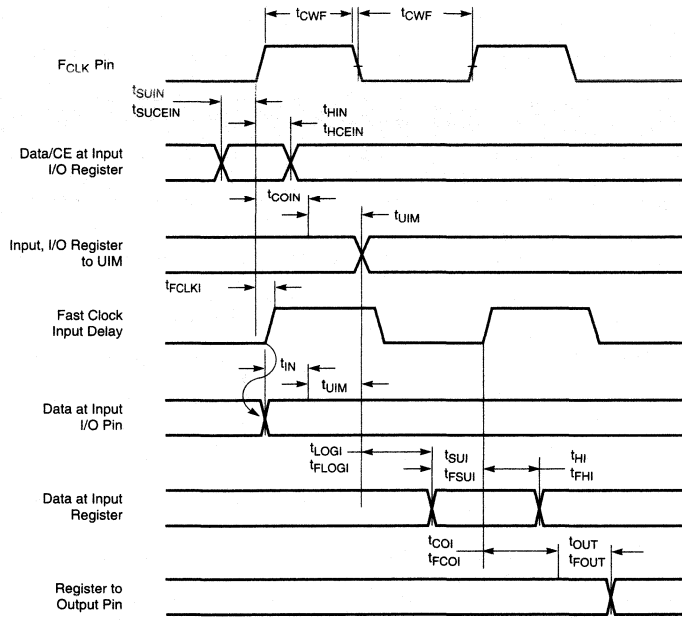 tCWF tCWF
FCLK Pin
tSUIN
tSUCEIN
tHIN
tHCEIN
Data/CE at Input
I/O Register
tCOIN
tUIM
Input, I/O Register
to UIM
tFCLKI
Fast Clock
Input Delay
tIN
tUIM
Data at Input
I/O Pin
tLOGI
tFLOGI
tSUI
tFSUI
tHI
tFHI
Data at Input
Register
tCOI
tFCOI
tOUT
tFOUT
Register to
Output Pin